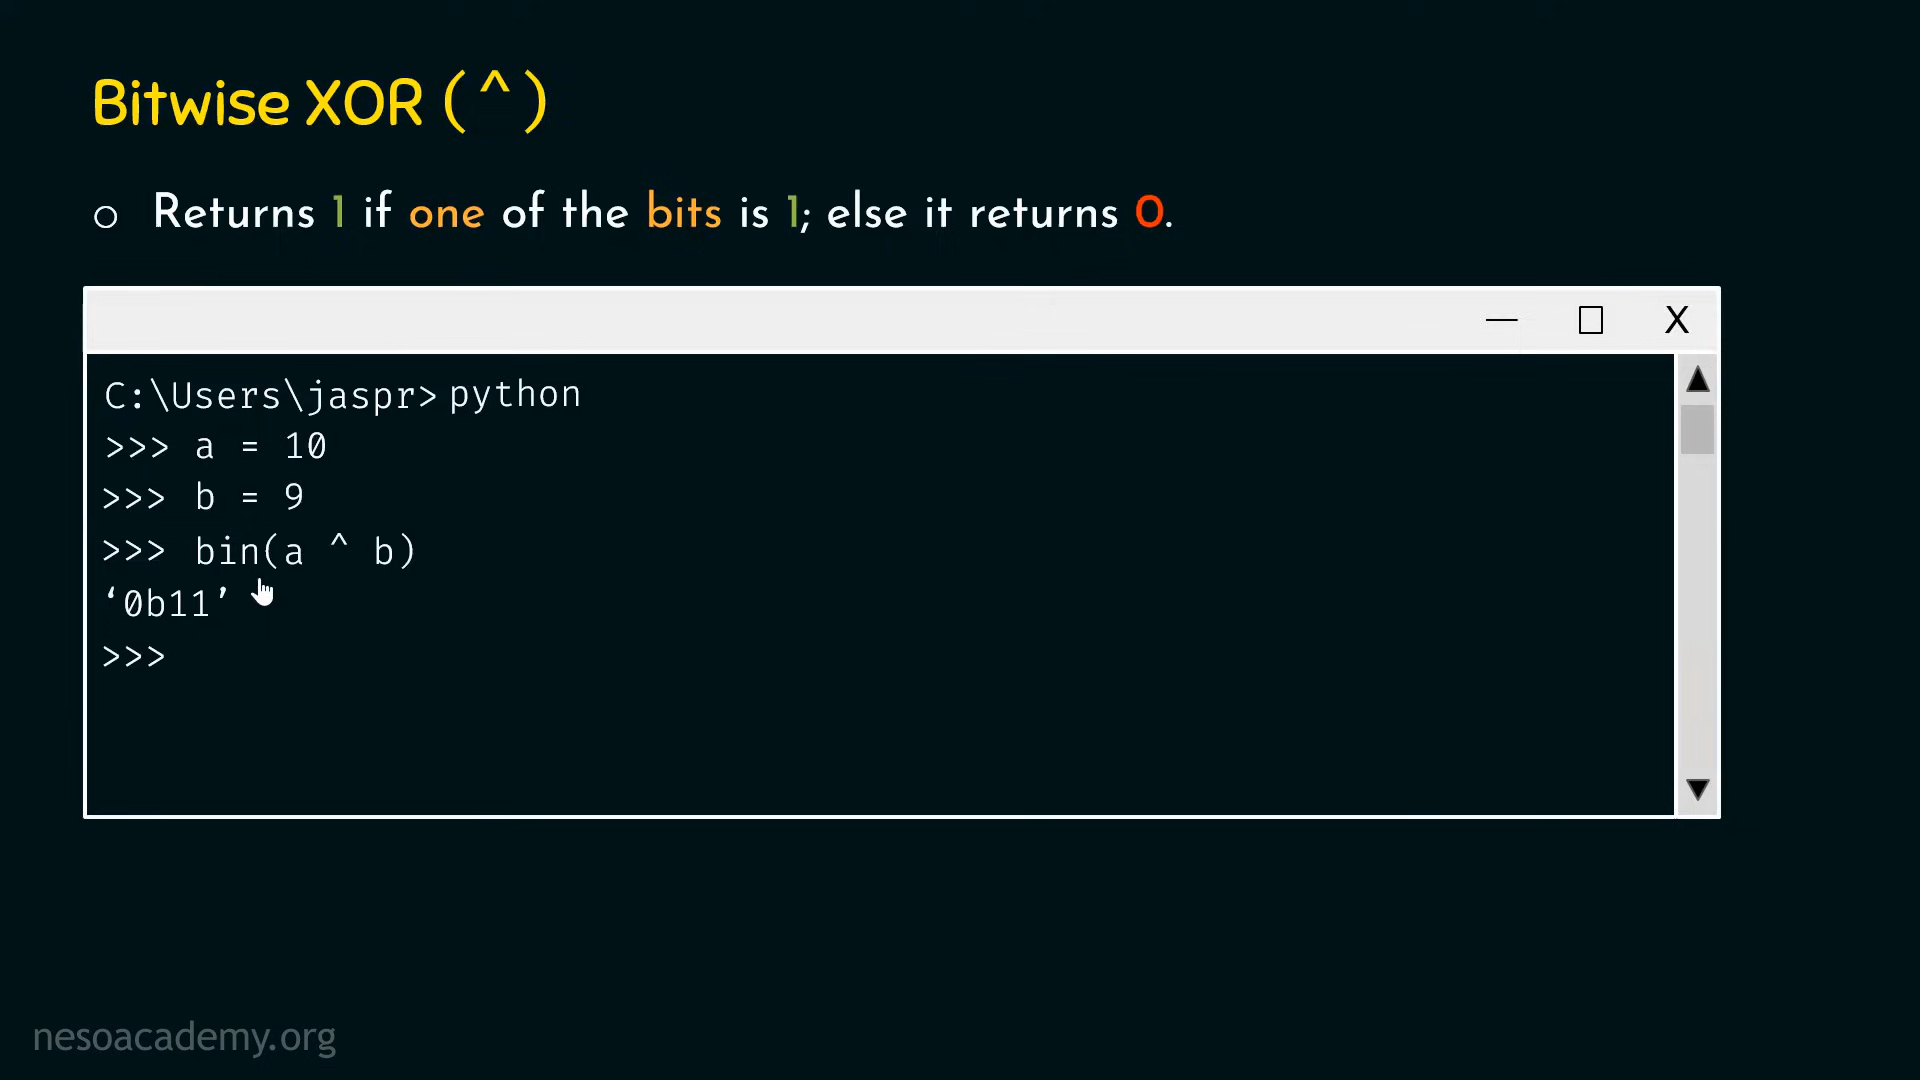 Bitwise XOR (^)
○ Returns 1 if one of the bits is 1; else it returns 0.
— □ X
C:\Users\jaspr> python
>>> a = 10
>>> b = 9
>>> bin(a ^ b)
‘0b11’
>>>
nesoacademy.org